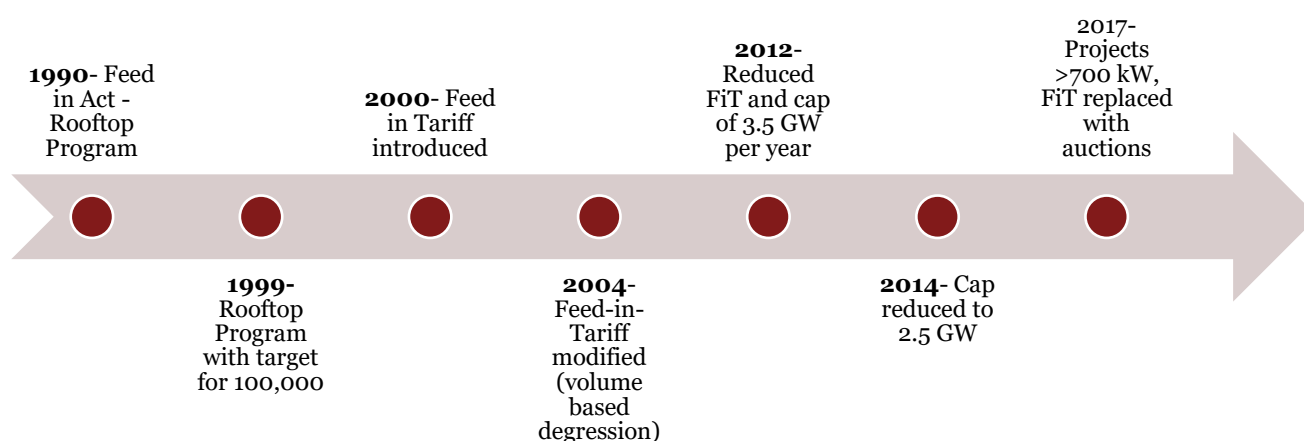 1990- Feed
in Act -
Rooftop
Program
1999-
Rooftop
Program
with target
for 100,000
2000- Feed
in Tariff
introduced
2004-
Feed-in-
Tariff
modified
(volume
based
degression)
2012-
Reduced
FiT and cap
of 3.5 GW
per year
2014- Cap
reduced to
2.5 GW
2017-
Projects
>700 kW,
FiT replaced
with
auctions